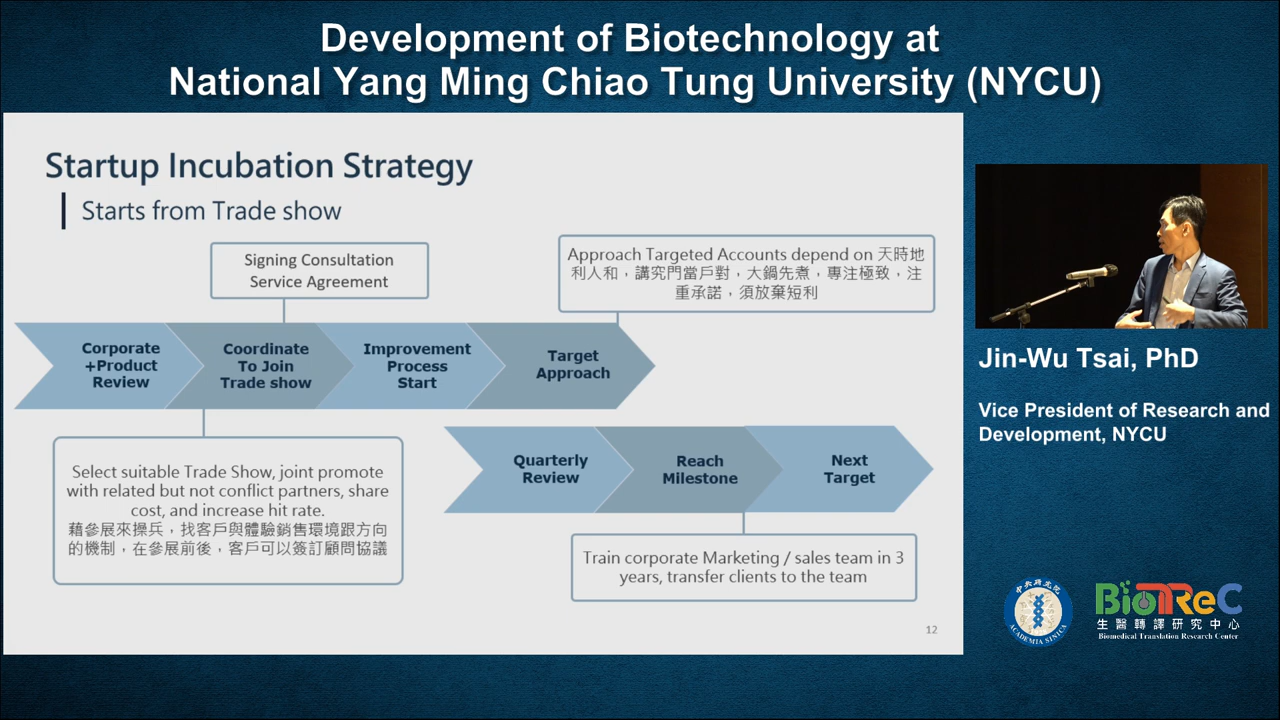 Development of Biotechnology at
National Yang Ming Chiao Tung University (NYCU)
Startup Incubation Strategy
Starts from Trade show
Signing Consultation
Service Agreement
Approach Targeted Accounts depend on 天時地
利人和，講究門當戶對，大鍋先煮，專注極致，注
重承諾，須放棄短利
Corporate
+Product
Review
Coordinate
To Join
Trade show
Improvement
Process
Start
Target
Approach
Quarterly
Review
Reach
Milestone
Next
Target
Select suitable Trade Show, joint promote
with related but not conflict partners, share
cost, and increase hit rate.
藉參展來操兵，找客戶與體驗銷售環境跟方向
的機制，在參展前後，客戶可以簽訂顧問協議
Train corporate Marketing / sales team in 3
years, transfer clients to the team
12
Jin-Wu Tsai, PhD
Vice President of Research and
Development, NYCU
中央研究院
ACADEMIA SINICA
BioTReC
生醫轉譯研究中心
Biomedical Translation Research Center